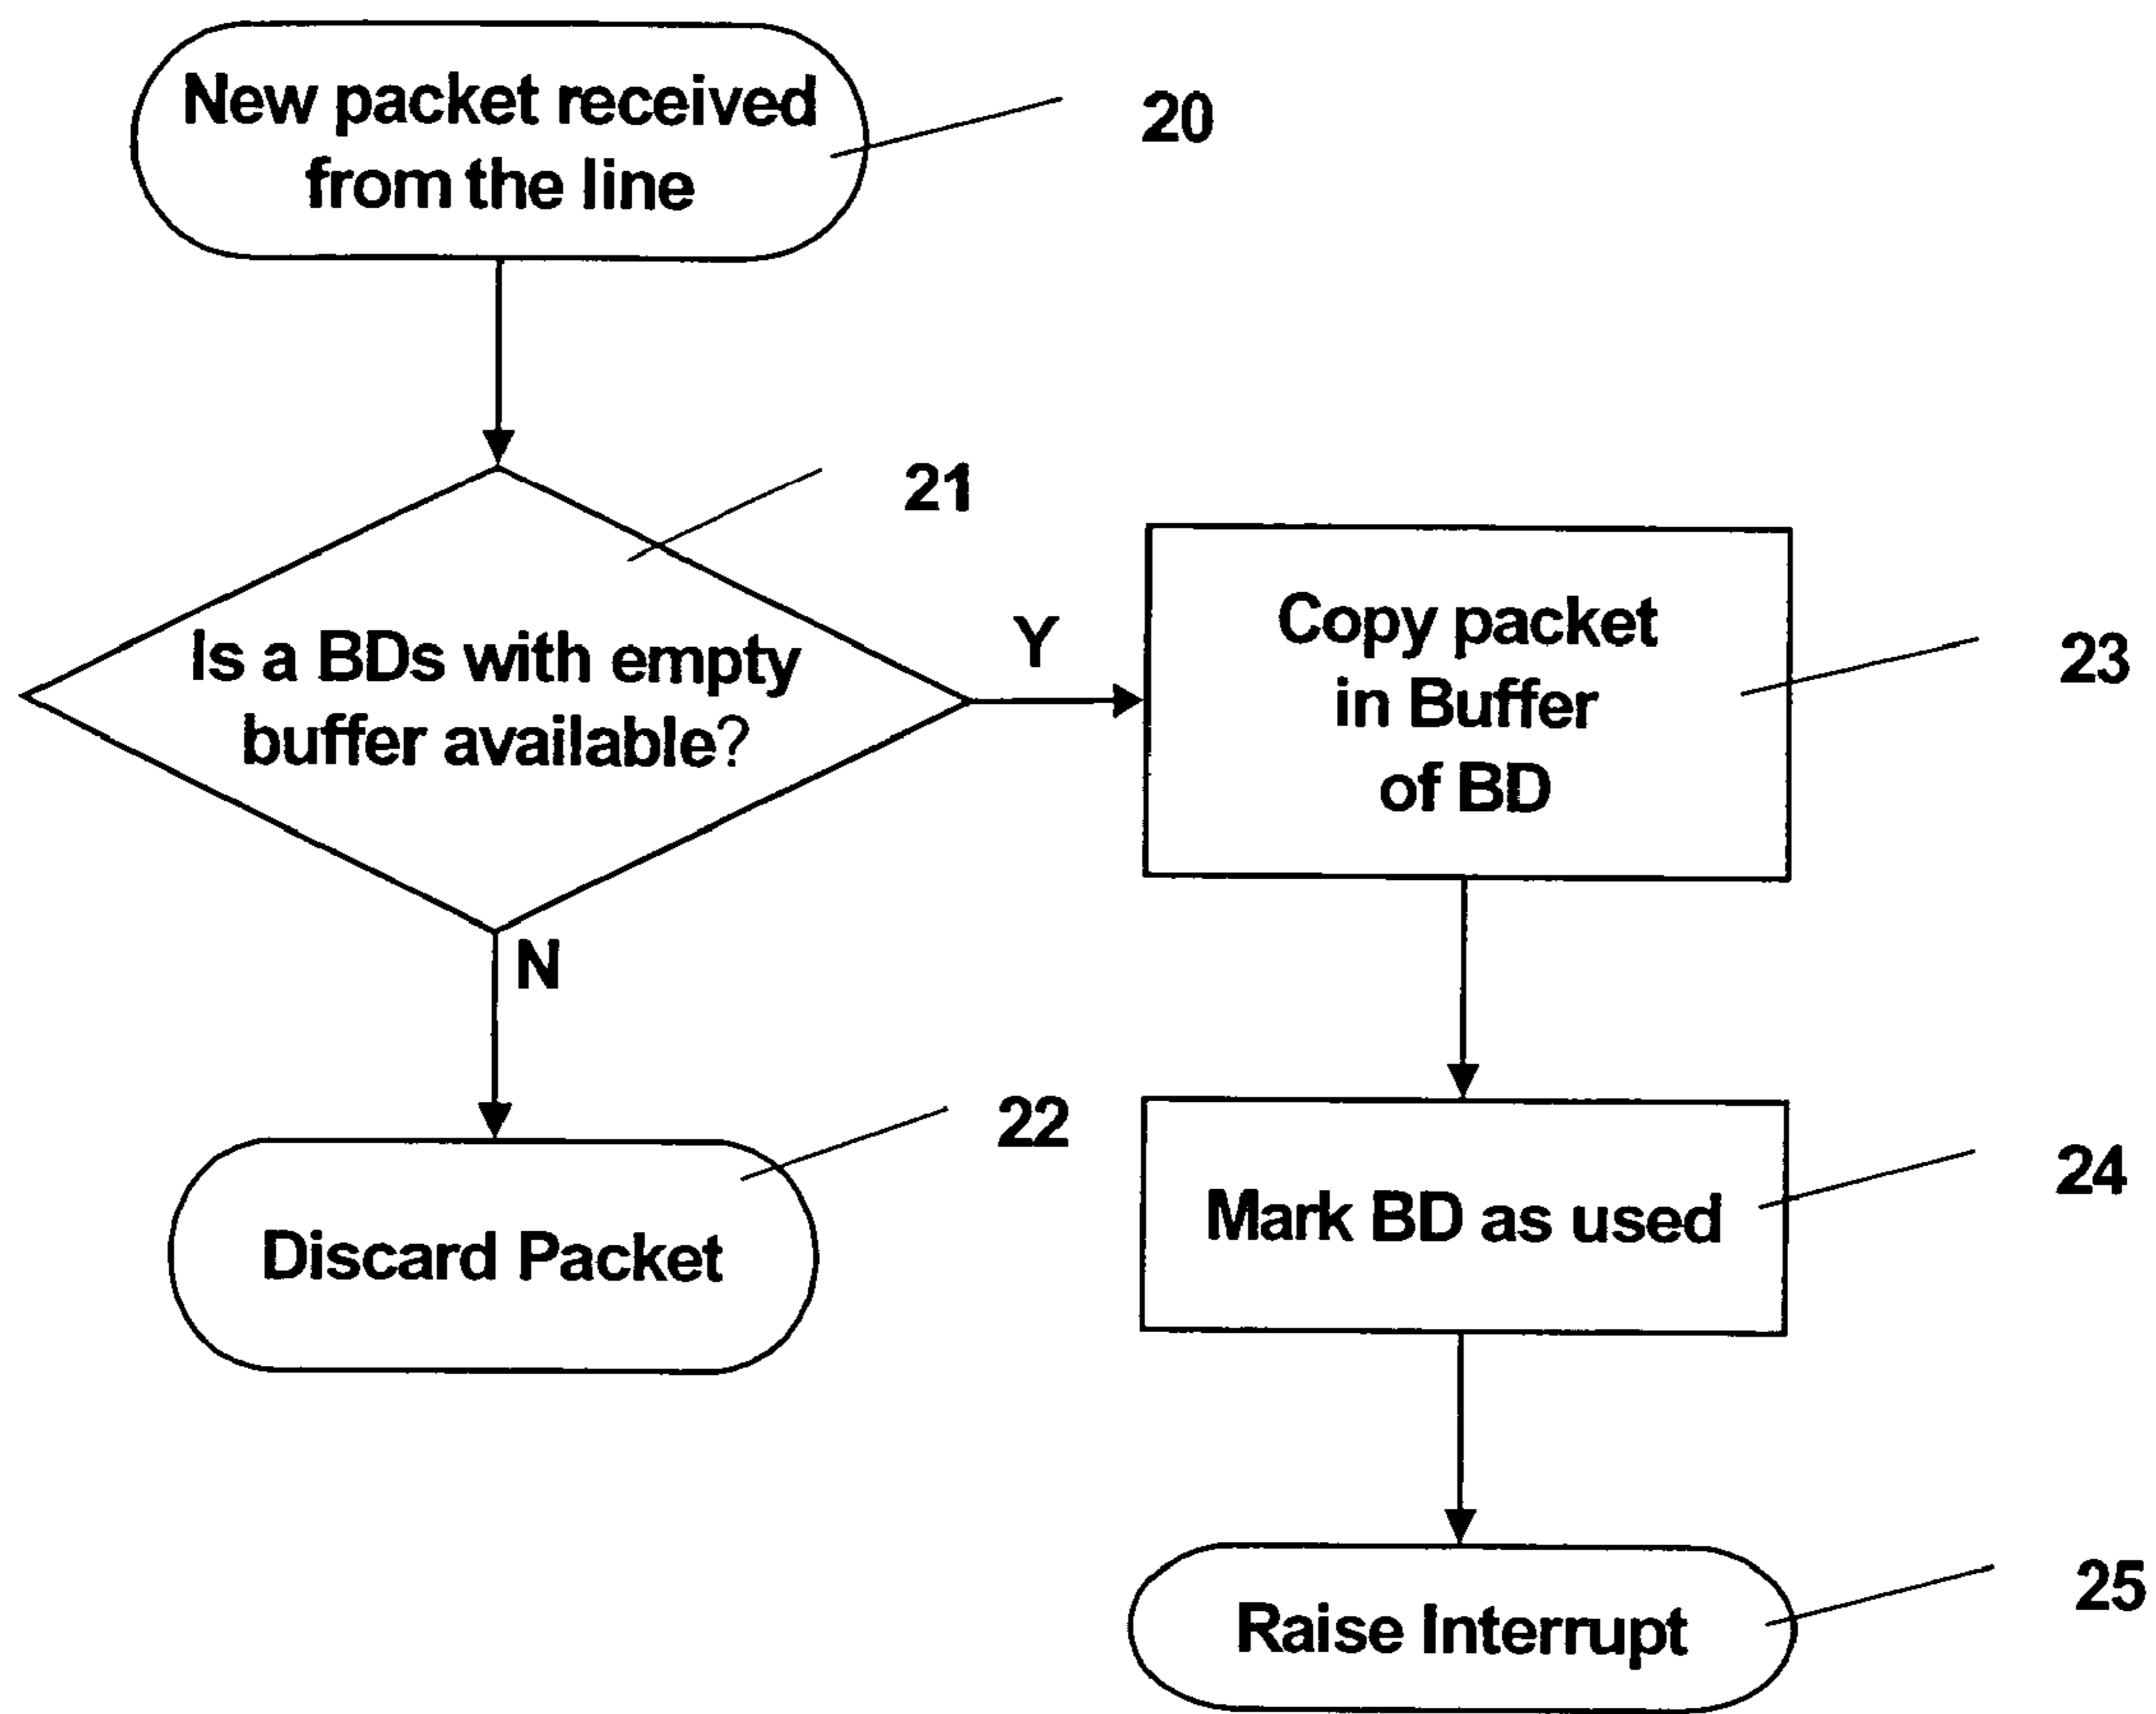 New packet received
from the line
20
21
Is a BDs with empty
buffer available?
Y
Copy packet
in Buffer
of BD
23
N
22
Discard Packet
Mark BD as used
24
Raise Interrupt
25